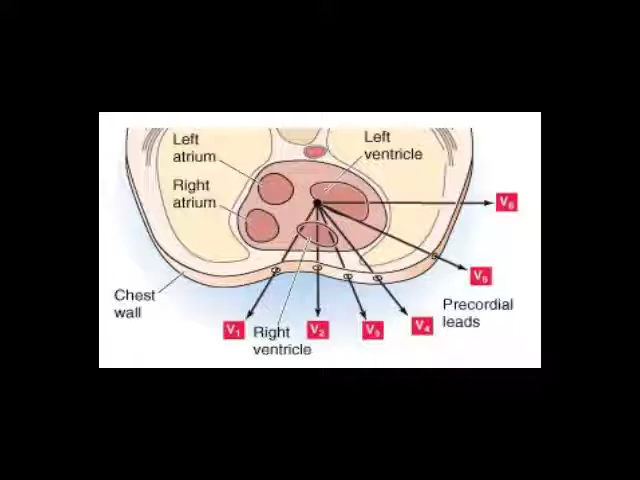 Left
atrium
Left
ventricle
Right
atrium
V6
V5
Chest
wall
Precordial
leads
V1
Right
ventricle
V2
V3
V4